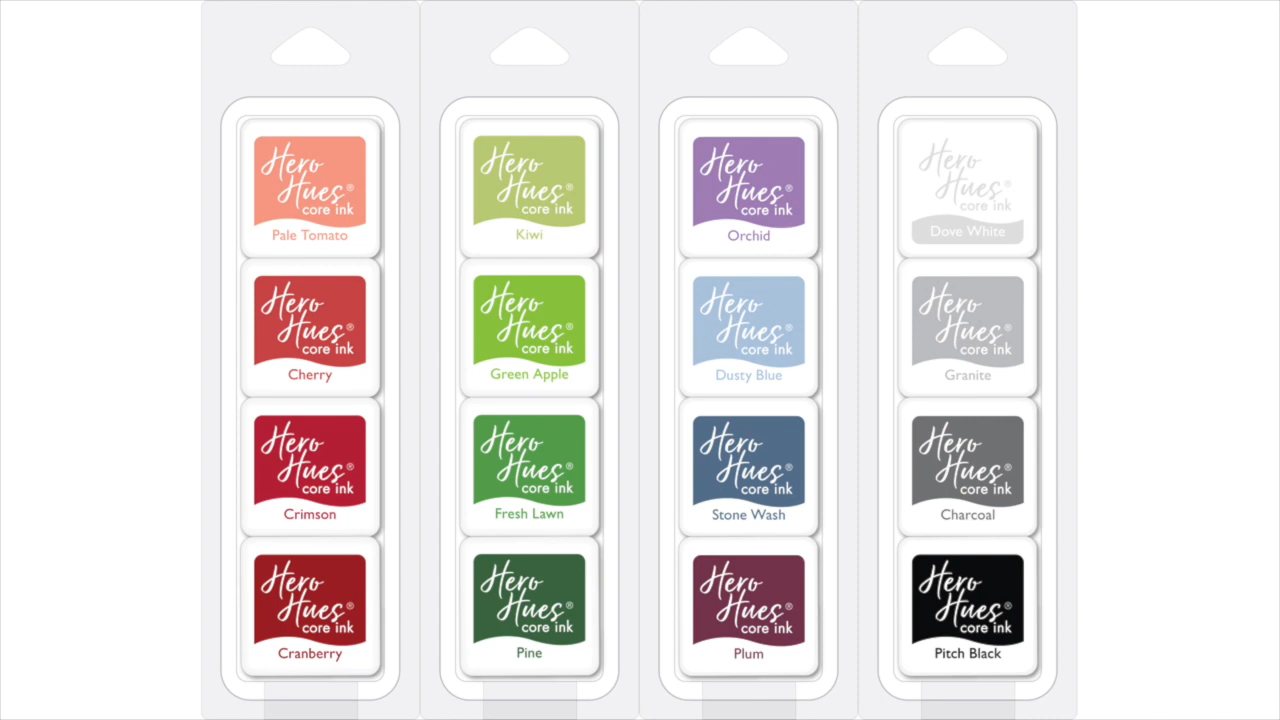 Hero
Hues®
core ink
Pale Tomato
Hero
Hues®
core ink
Cherry
Hero
Hues®
core ink
Crimson
Hero
Hues®
core ink
Cranberry
Hero
Hues®
core ink
Kiwi
Hero
Hues®
core ink
Green Apple
Hero
Hues®
core ink
Fresh Lawn
Hero
Hues®
core ink
Pine
Hero
Hues®
core ink
Orchid
Hero
Hues®
core ink
Dusty Blue
Hero
Hues®
core ink
Stone Wash
Hero
Hues®
core ink
Plum
Hero
Hues®
core ink
Dove White
Hero
Hues®
core ink
Granite
Hero
Hues®
core ink
Charcoal
Hero
Hues®
core ink
Pitch Black